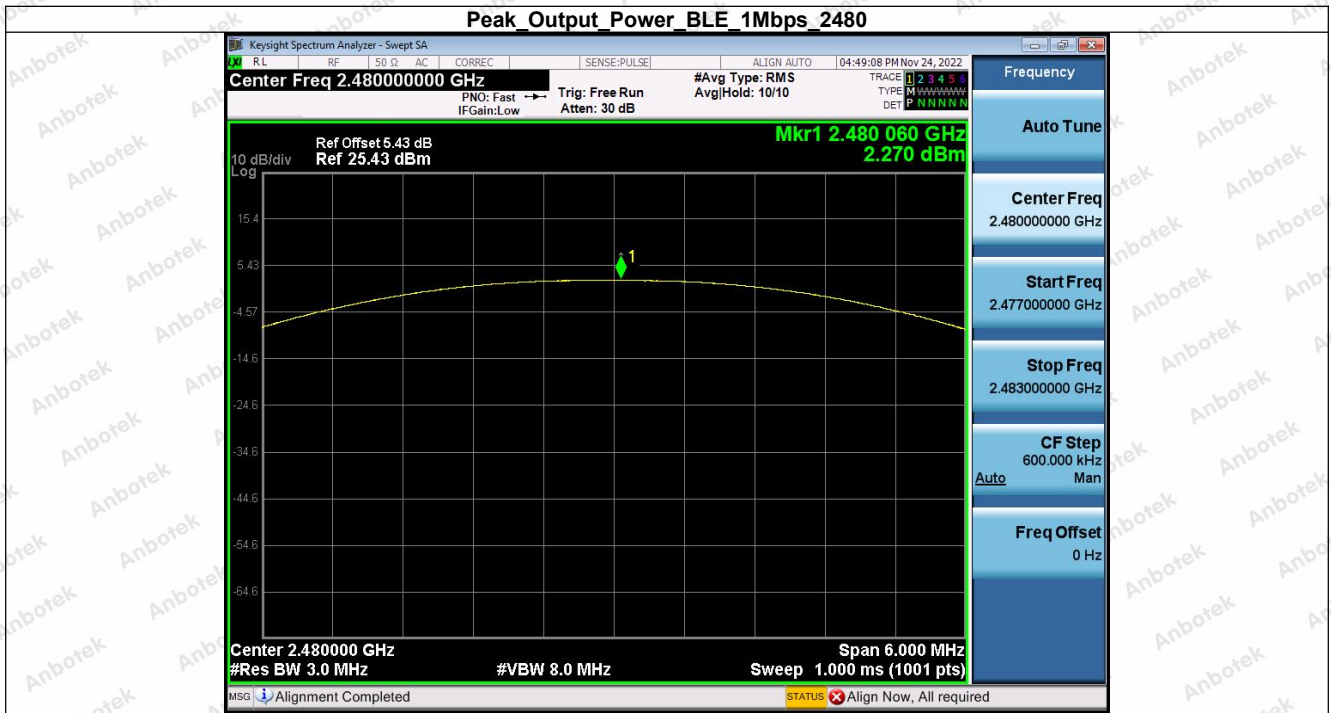 Peak_Output_Power_BLE_1Mbps_2480
Keysight Spectrum Analyzer - Swept SA
LXI RL RF 50 Ω AC CORREC SENSE:PULSE ALIGN AUTO 04:49:08 PM Nov 24, 2022
Center Freq 2.480000000 GHz
PNO: Fast
IFGain:Low
Trig: Free Run
Atten: 30 dB
#Avg Type: RMS
Avg|Hold: 10/10
TRACE 1 2 3 4 5 6
TYPE M WWWWW
DET P N N N N N
Ref Offset 5.43 dB
10 dB/div Ref 25.43 dBm
Log
Mkr1 2.480 060 GHz
2.270 dBm
15.4
5.43
-4.57
-14.6
-24.6
-34.6
-44.6
-54.6
-64.6
1
Center 2.480000 GHz
Span 6.000 MHz
#Res BW 3.0 MHz
#VBW 8.0 MHz
Sweep 1.000 ms (1001 pts)
MSG Alignment Completed
STATUS Align Now, All required
Frequency
Auto Tune
Center Freq
2.480000000 GHz
Start Freq
2.477000000 GHz
Stop Freq
2.483000000 GHz
CF Step
600.000 kHz
Auto Man
Freq Offset
0 Hz
Anbotek